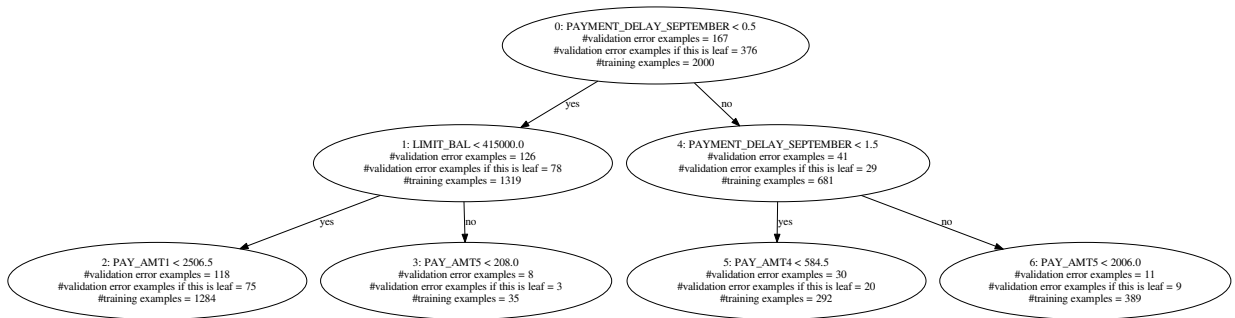 0: PAYMENT_DELAY_SEPTEMBER < 0.5
#validation error examples = 167
#validation error examples if this is leaf = 376
#training examples = 2000
yes
no
1: LIMIT_BAL < 415000.0
#validation error examples = 126
#validation error examples if this is leaf = 78
#training examples = 1319
4: PAYMENT_DELAY_SEPTEMBER < 1.5
#validation error examples = 41
#validation error examples if this is leaf = 29
#training examples = 681
yes
no
yes
no
2: PAY_AMT1 < 2506.5
#validation error examples = 118
#validation error examples if this is leaf = 75
#training examples = 1284
3: PAY_AMT5 < 208.0
#validation error examples = 8
#validation error examples if this is leaf = 3
#training examples = 35
5: PAY_AMT4 < 584.5
#validation error examples = 30
#validation error examples if this is leaf = 20
#training examples = 292
6: PAY_AMT5 < 2006.0
#validation error examples = 11
#validation error examples if this is leaf = 9
#training examples = 389